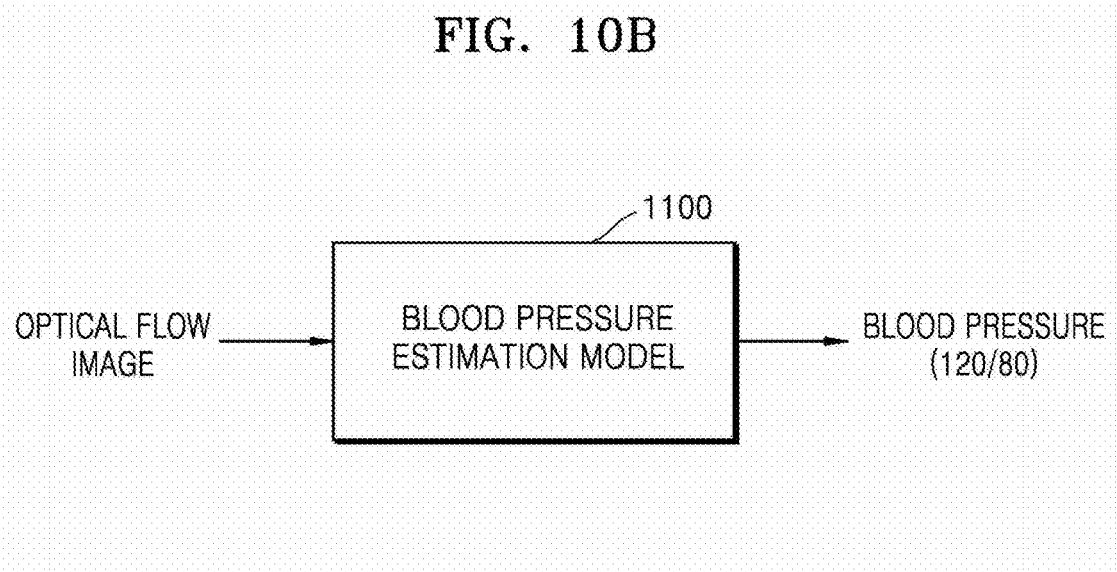 FIG. 10B
1100
OPTICAL FLOW
IMAGE
BLOOD PRESSURE
ESTIMATION MODEL
BLOOD PRESSURE
(120/80)